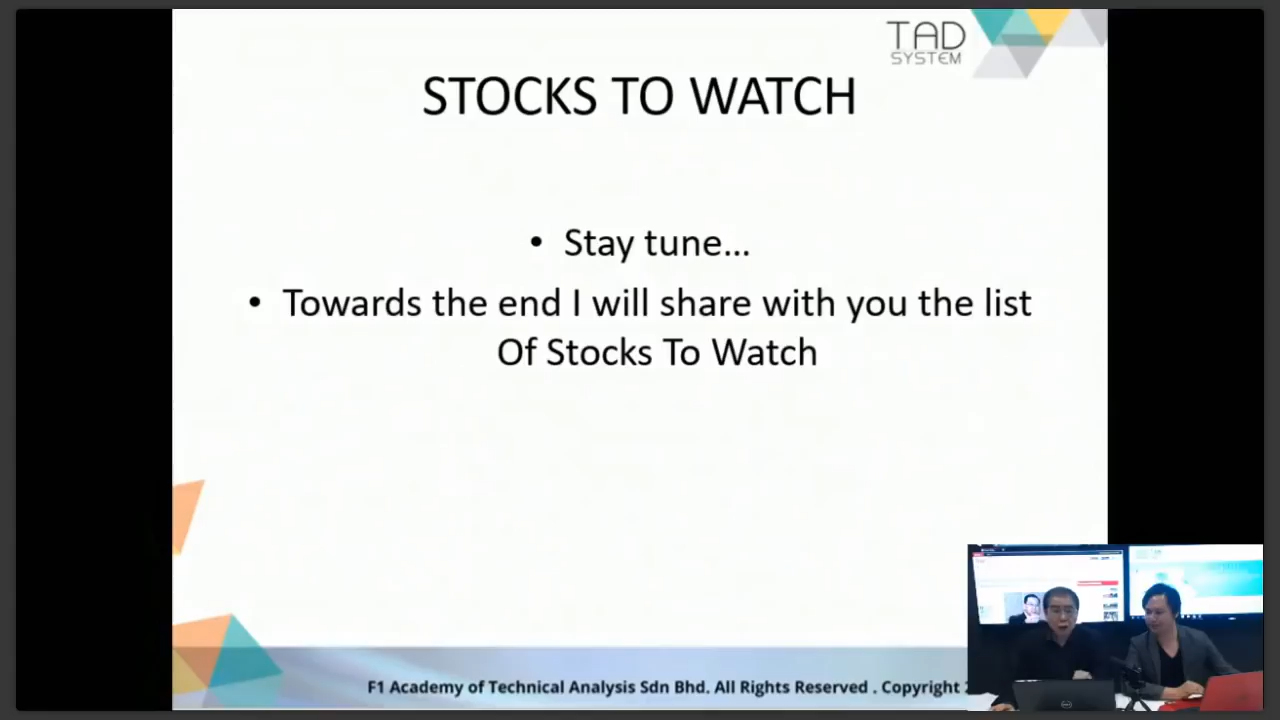 TAD
SYSTEM
STOCKS TO WATCH
• Stay tune...
• Towards the end I will share with you the list
Of Stocks To Watch
F1 Academy of Technical Analysis Sdn Bhd. All Rights Reserved . Copyright